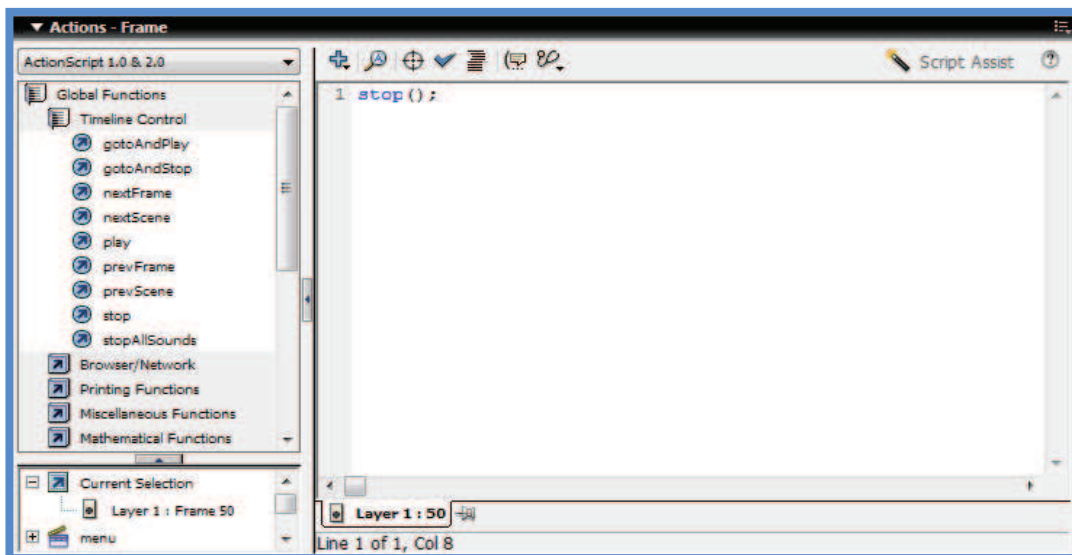 Actions - Frame
ActionScript 1.0 & 2.0
Script Assist
Global Functions
Timeline Control
gotoAndPlay
gotoAndStop
nextFrame
nextScene
play
prevFrame
prevScene
stop
stopAllSounds
Browser/Network
Printing Functions
Miscellaneous Functions
Mathematical Functions
Current Selection
Layer 1 : Frame 50
menu
1 stop();
Layer 1 : 50
Line 1 of 1, Col 8